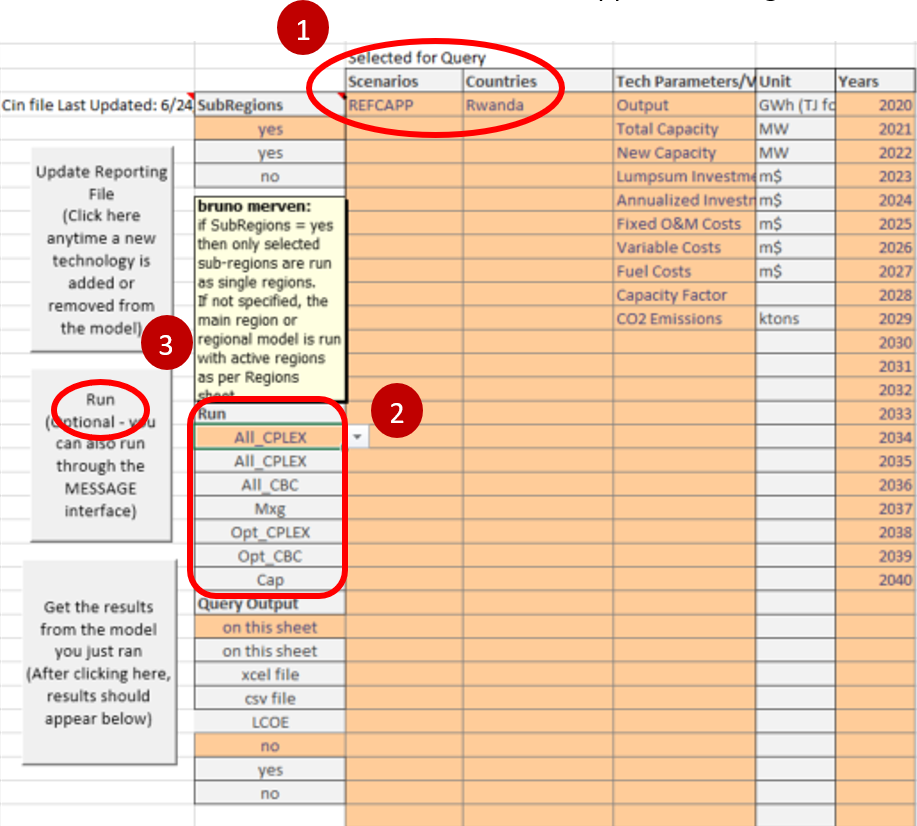 1
Selected for Query
Scenarios Countries Tech Parameters/V Unit Years
Cin file Last Updated: 6/24 SubRegions REFCAPP Rwanda Output GWh (TJ fo 2020
yes Total Capacity MW 2021
yes New Capacity MW 2022
no Lumpsum Investme m$ 2023
Annualized Investm m$ 2024
Fixed O&M Costs m$ 2025
Variable Costs m$ 2026
Fuel Costs m$ 2027
Capacity Factor 2028
CO2 Emissions ktons 2029
2030
2031
2032
2033
2034
2035
2036
2037
2038
2039
2040
Update Reporting
File
(Click here
anytime a new
technology is
added or
removed from
the model)
bruno merven:
if SubRegions = yes
then only selected
sub-regions are run
as single regions.
If not specified, the
main region or
regional model is run
with active regions
as per Regions
sheet
3
Run
(Optional - you
can also run
through the
MESSAGE
interface)
2
Run
All_CPLEX
All_CPLEX
All_CBC
Mxg
Opt_CPLEX
Opt_CBC
Cap
Query Output
on this sheet
on this sheet
xcel file
csv file
LCOE
no
yes
no
Get the results
from the model
you just ran
(After clicking here,
results should
appear below)